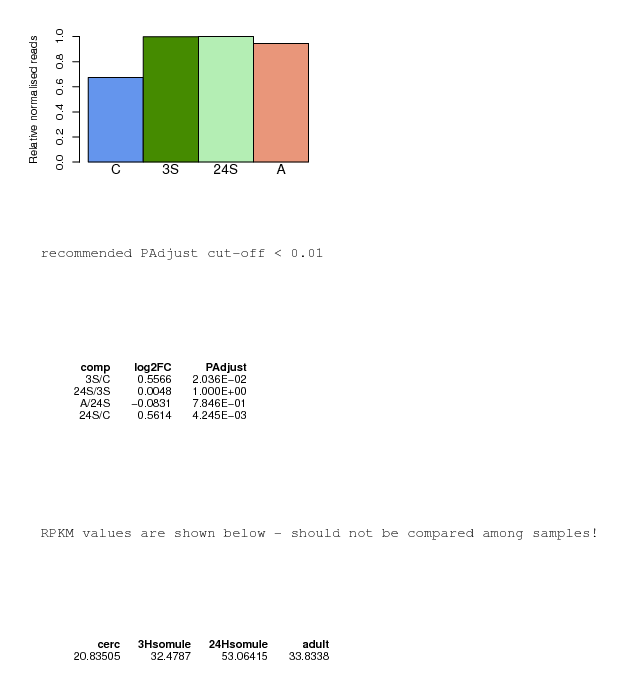 Relative normalised reads
1.0
0.8
0.6
0.4
0.2
0.0
C 3S 24S A
recommended PAdjust cut-off < 0.01
comp log2FC PAdjust
3S/C 0.5566 2.036E-02
24S/3S 0.0048 1.000E+00
A/24S −0.0831 7.846E-01
24S/C 0.5614 4.245E-03
RPKM values are shown below - should not be compared among samples!
cerc 3Hsomule 24Hsomule adult
20.83505 32.4787 53.06415 33.8338